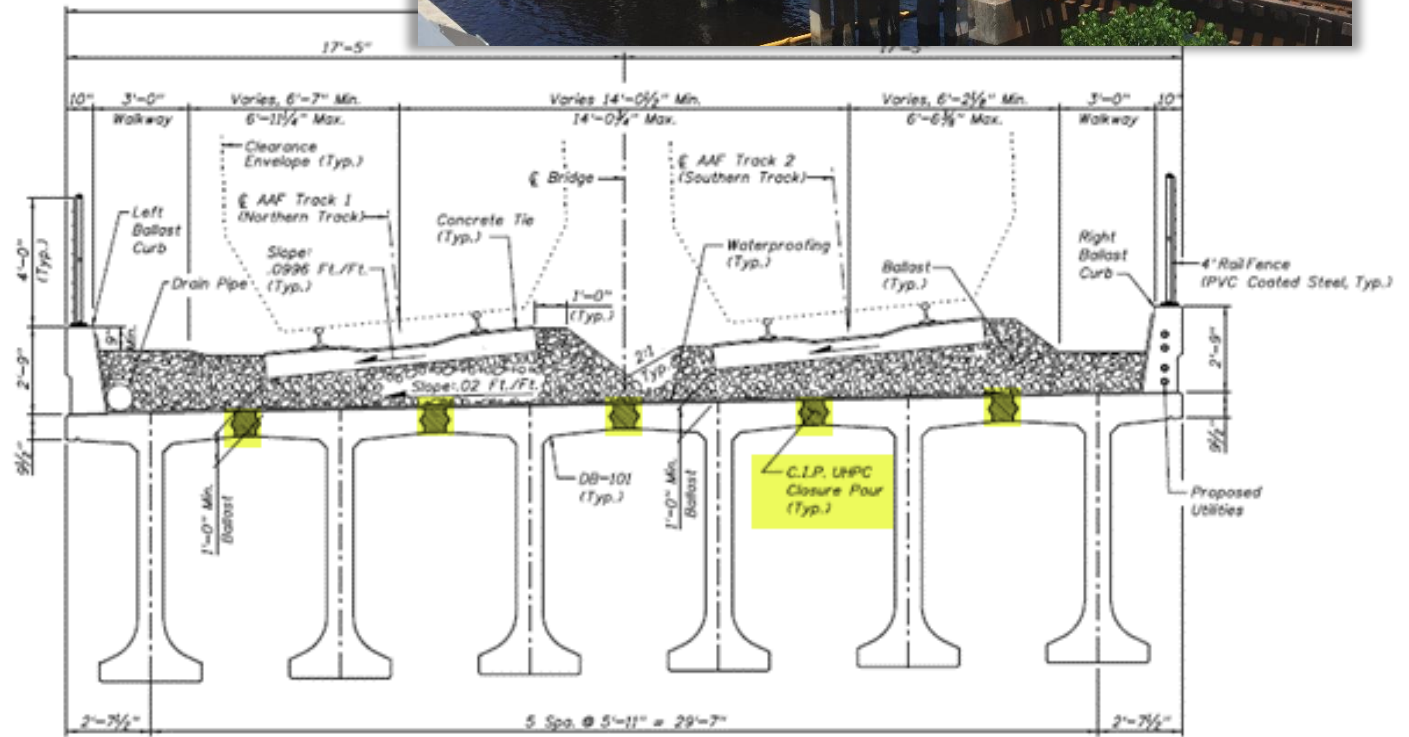 17'-5"
17'-5"
10"
3'-0"
Walkway
Varies, 6'-7" Min.
6'-11¼" Max.
Varies 14'-0½" Min.
14'-0¾" Max.
Varies, 6'-2⅛" Min.
6'-6⅜" Max.
3'-0"
Walkway
10"
Clearance
Envelope (Typ.)
℄ AAF Track 1
(Northern Track)
℄ Bridge
℄ AAF Track 2
(Southern Track)
Left
Ballast
Curb
Concrete Tie
(Typ.)
Slope:
.0996 Ft./Ft.
(Typ.)
Drain Pipe
Waterproofing
(Typ.)
Ballast
(Typ.)
Right
Ballast
Curb
4' Rail Fence
(PVC Coated Steel, Typ.)
4'-0"
(Typ.)
1'-0"
(Typ.)
9"
Min.
2:1
Typ.
2'-9"
2'-9"
Slope:.02 Ft./Ft.
9½"
9½"
1'-0" Min.
Ballast
DB-101
(Typ.)
1'-0" Min.
Ballast
C.I.P. UHPC
Closure Pour
(Typ.)
Proposed
Utilities
2'-7½"
5 Spa. @ 5'-11" = 29'-7"
2'-7½"